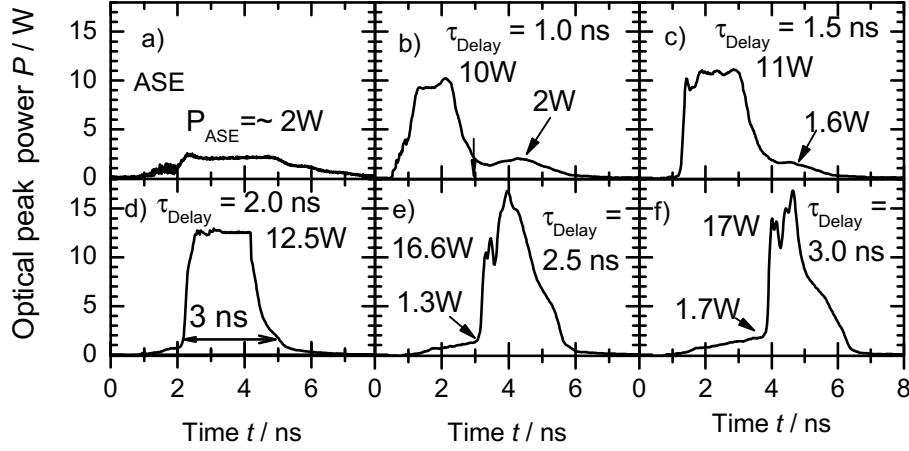 Optical peak power P / W
15
10
5
0
a)
ASE
P_ASE =~ 2W
b)
τ_Delay = 1.0 ns
10W
2W
c)
τ_Delay = 1.5 ns
11W
1.6W
15
10
5
0
d)
τ_Delay = 2.0 ns
12.5W
3 ns
e)
τ_Delay =
2.5 ns
16.6W
1.3W
f)
τ_Delay =
3.0 ns
17W
1.7W
0 2 4 6 0 2 4 6 0 2 4 6 8
Time t / ns Time t / ns Time t / ns